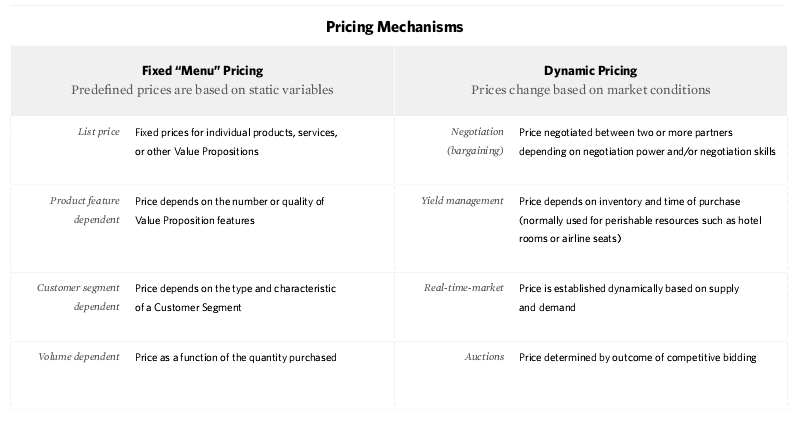 Pricing Mechanisms
Fixed “Menu” Pricing
Predefined prices are based on static variables
List price
Fixed prices for individual products, services,
or other Value Propositions
Product feature
dependent
Price depends on the number or quality of
Value Proposition features
Customer segment
dependent
Price depends on the type and characteristic
of a Customer Segment
Volume dependent
Price as a function of the quantity purchased
Dynamic Pricing
Prices change based on market conditions
Negotiation
(bargaining)
Price negotiated between two or more partners
depending on negotiation power and/or negotiation skills
Yield management
Price depends on inventory and time of purchase
(normally used for perishable resources such as hotel
rooms or airline seats)
Real-time-market
Price is established dynamically based on supply
and demand
Auctions
Price determined by outcome of competitive bidding